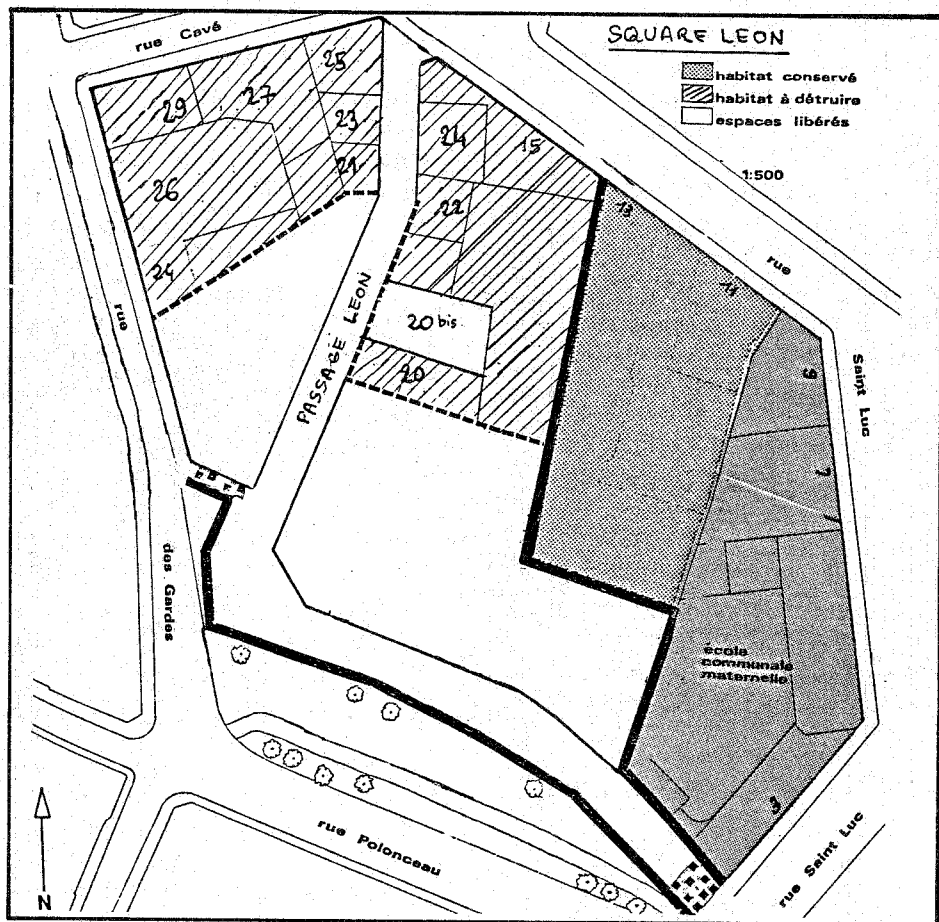 SQUARE LEON
habitat conservé
habitat à détruire
espaces libérés
1:500
rue Cavé
25
27
29
23
21
26
24
24
15
22
20 bis
20
PASSAGE LEON
rue
des Gardes
13
11
rue
Saint Luc
9
7
école
communale
maternelle
3
rue Saint Luc
rue Polonceau
N